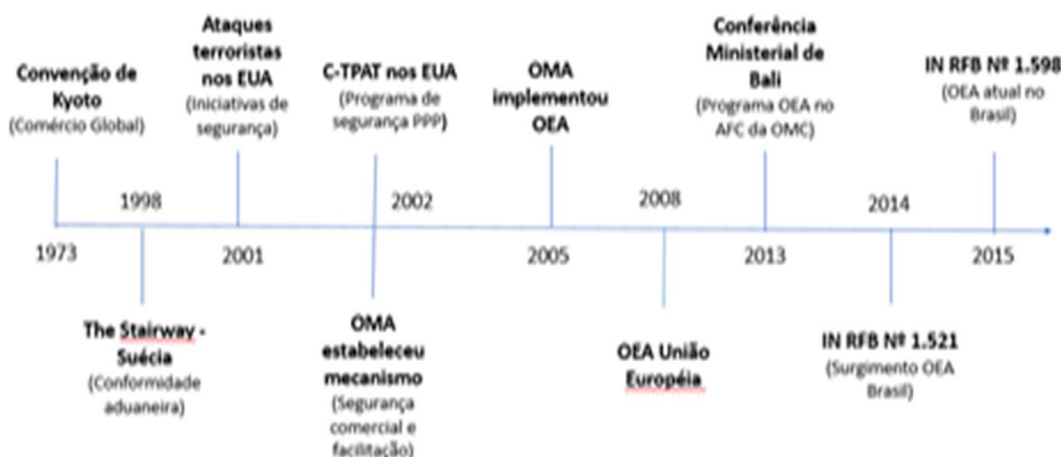 Convenção de
Kyoto
(Comércio Global)
Ataques
terroristas
nos EUA
(Iniciativas de
segurança)
C-TPAT nos EUA
(Programa de
segurança PPP)
OMA
implementou
OEA
Conferência
Ministerial de
Bali
(Programa OEA no
AFC da OMC)
IN RFB Nº 1.598
(OEA atual no
Brasil)
1998
2002
2008
2014
1973
2001
2005
2013
2015
The Stairway -
Suécia
(Conformidade
aduaneira)
OMA
estabeleceu
mecanismo
(Segurança
comercial e
facilitação)
OEA União
Européia
IN RFB Nº 1.521
(Surgimento OEA
Brasil)